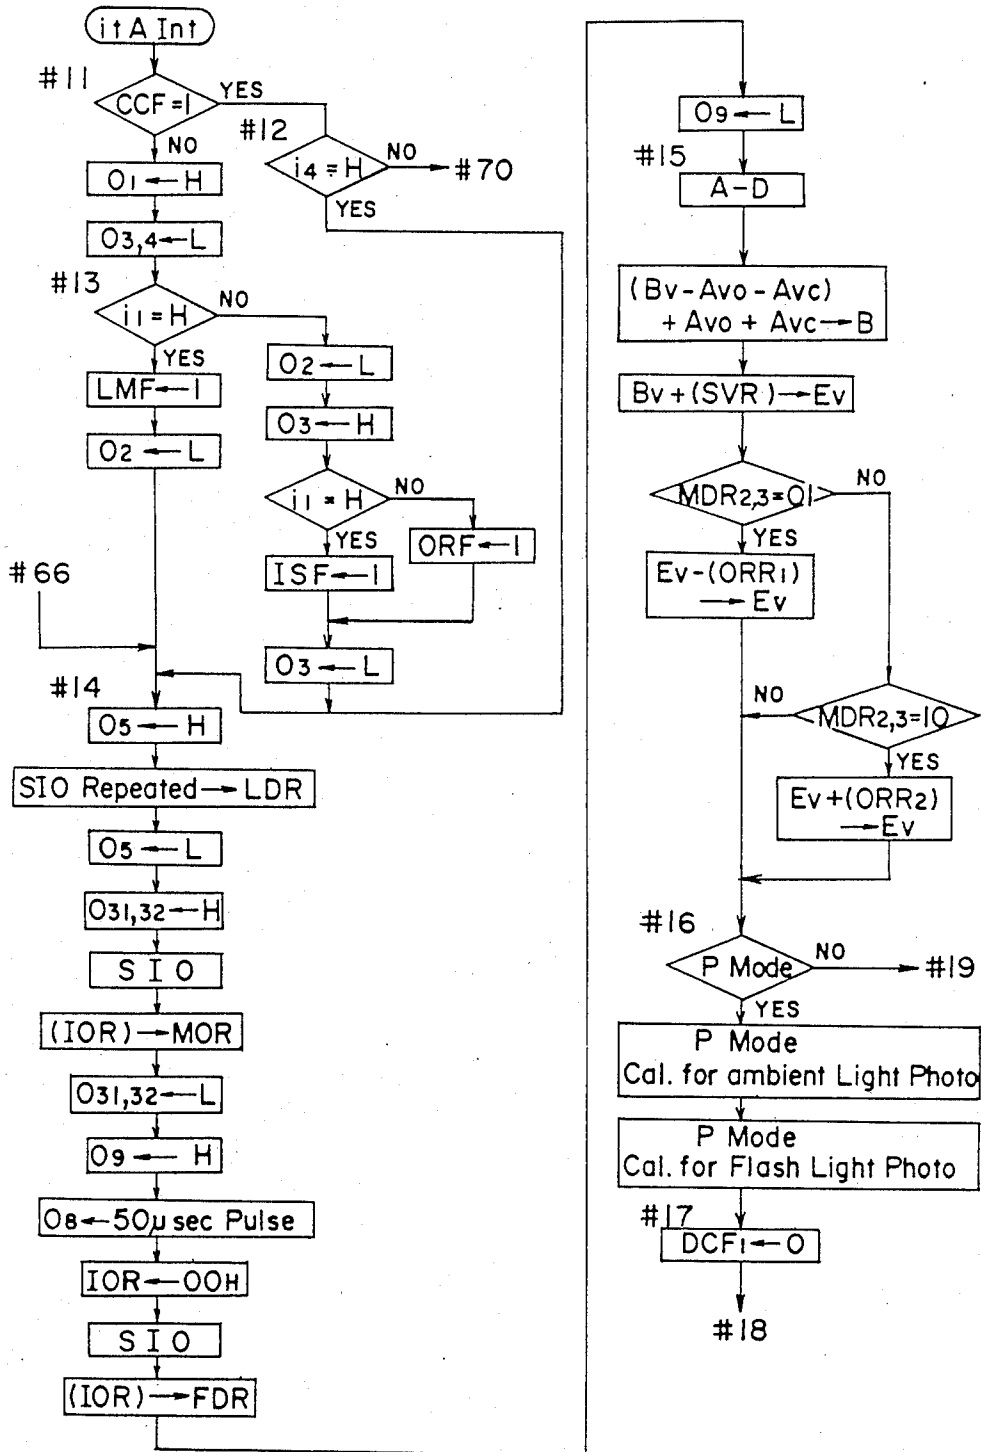 itA Int
#11
CCF=1
YES
NO
#12
i4=H
NO
#70
YES
O1←H
O3,4←L
#13
i1=H
NO
YES
LMF←1
O2←L
O2←L
O3←H
i1=H
NO
YES
ORF←1
ISF←1
#66
O3←L
#14
O5←H
SIO Repeated→LDR
O5←L
O31,32←H
SIO
(IOR)→MOR
O31,32←L
O9←H
O8←50μsec Pulse
IOR←OOH
SIO
(IOR)→FDR
O9←L
#15
A-D
(Bv-Avo-Avc)
+Avo+Avc→B
Bv+(SVR)→Ev
MDR2,3=01
NO
YES
Ev-(ORR1)
→Ev
NO
MDR2,3=10
YES
Ev+(ORR2)
→Ev
#16
P Mode
NO
#19
YES
P Mode
Cal. for ambient Light Photo
P Mode
Cal. for Flash Light Photo
#17
DCF1←0
#18